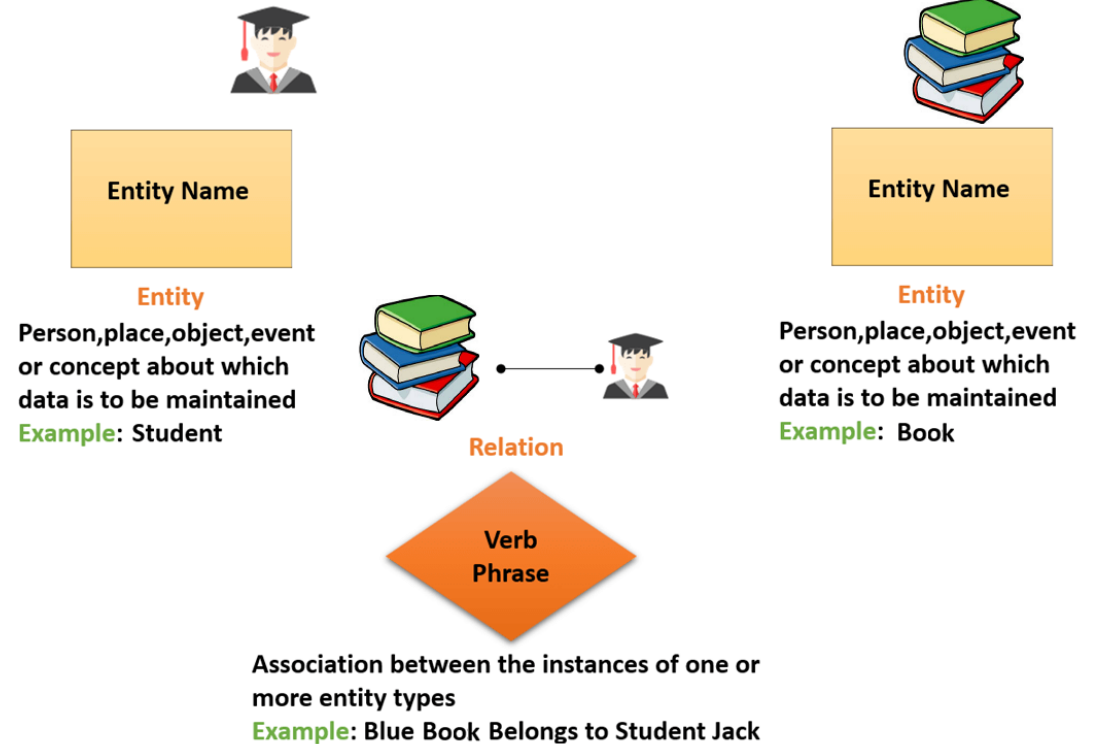 Entity Name
Entity
Person,place,object,event
or concept about which
data is to be maintained
Example: Student
Entity Name
Entity
Person,place,object,event
or concept about which
data is to be maintained
Example: Book
Relation
Verb
Phrase
Association between the instances of one or
more entity types
Example: Blue Book Belongs to Student Jack